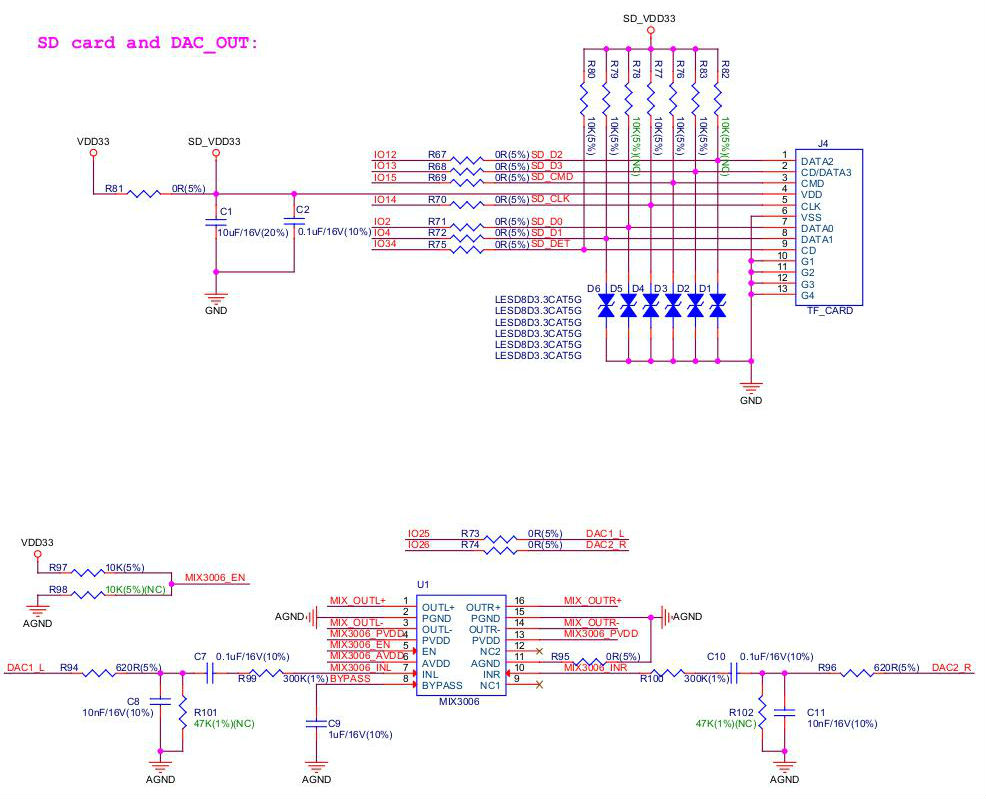 SD card and DAC_OUT:
SD_VDD33
R80 R79 R78 R77 R76 R83 R82
10K(5%) 10K(5%) 10K(5%)(NC) 10K(5%) 10K(5%) 10K(5%) 10K(5%)(NC)
VDD33
SD_VDD33
R81 0R(5%)
C1
10uF/16V(20%)
C2
0.1uF/16V(10%)
GND
IO12 R67 0R(5%) SD_D2
IO13 R68 0R(5%) SD_D3
IO15 R69 0R(5%) SD_CMD
IO14 R70 0R(5%) SD_CLK
IO2 R71 0R(5%) SD_D0
IO4 R72 0R(5%) SD_D1
IO34 R75 0R(5%) SD_DET
J4
1 DATA2
2 CD/DATA3
3 CMD
4 VDD
5 CLK
6 VSS
7 DATA0
8 DATA1
9 CD
10 G1
11 G2
12 G3
13 G4
TF_CARD
D6 D5 D4 D3 D2 D1
LESD8D3.3CAT5G
LESD8D3.3CAT5G
LESD8D3.3CAT5G
LESD8D3.3CAT5G
LESD8D3.3CAT5G
LESD8D3.3CAT5G
GND
IO25 R73 0R(5%) DAC1_L
IO26 R74 0R(5%) DAC2_R
VDD33
R97 10K(5%)
MIX3006_EN
R98 10K(5%)(NC)
AGND
U1
MIX_OUTL+ 1 OUTL+ OUTR+ 16 MIX_OUTR+
AGND 2 PGND PGND 15 AGND
MIX_OUTL- 3 OUTL- OUTR- 14 MIX_OUTR-
MIX3006_PVDD 4 PVDD PVDD 13 MIX3006_PVDD
MIX3006_EN 5 EN NC2 12
MIX3006_AVDD 6 AVDD AGND 11 R95 0R(5%)
MIX3006_INL 7 INL INR 10 MIX3006_INR
BYPASS 8 BYPASS NC1 9
MIX3006
DAC1_L R94 620R(5%) C7 0.1uF/16V(10%) R99 300K(1%)
C8
10nF/16V(10%)
R101
47K(1%)(NC)
AGND
C9
1uF/16V(10%)
AGND
R100 300K(1%) C10 0.1uF/16V(10%) R96 620R(5%) DAC2_R
R102
47K(1%)(NC)
C11
10nF/16V(10%)
AGND